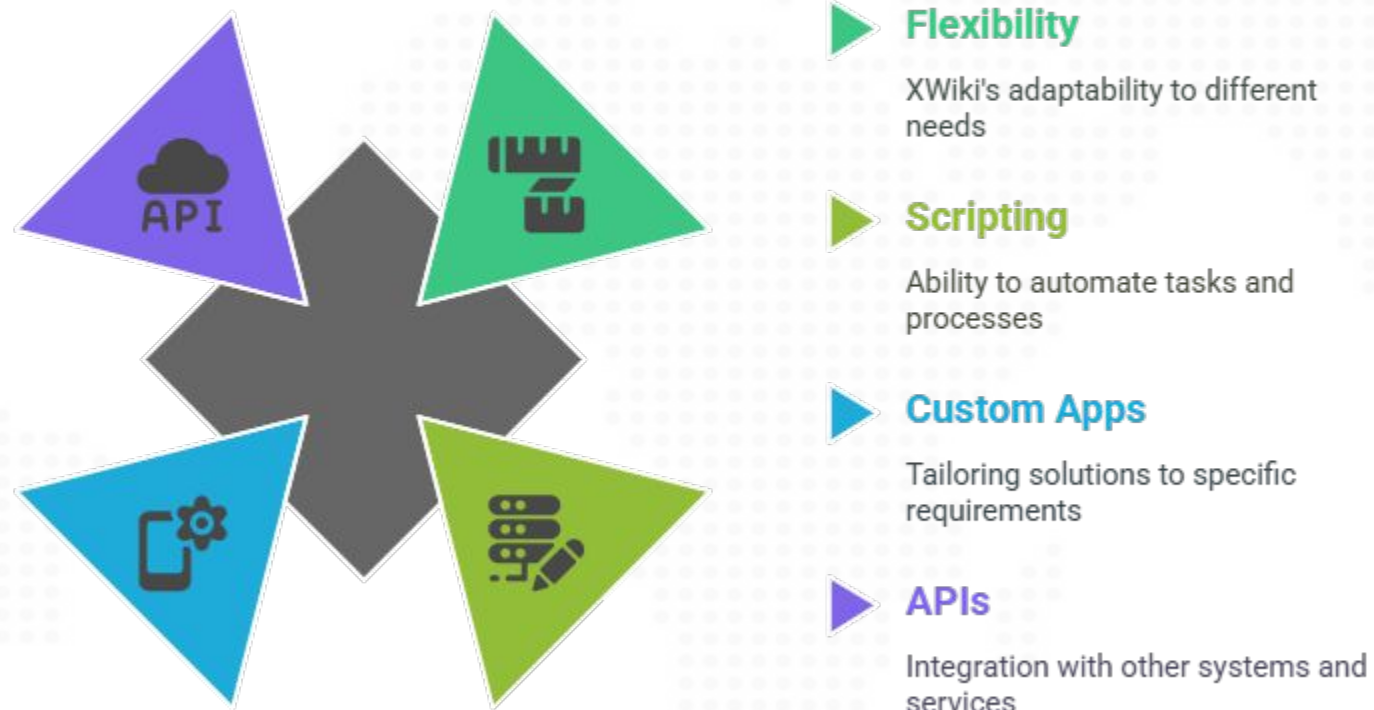 API
Flexibility
XWiki's adaptability to different
needs
Scripting
Ability to automate tasks and
processes
Custom Apps
Tailoring solutions to specific
requirements
APIs
Integration with other systems and
services